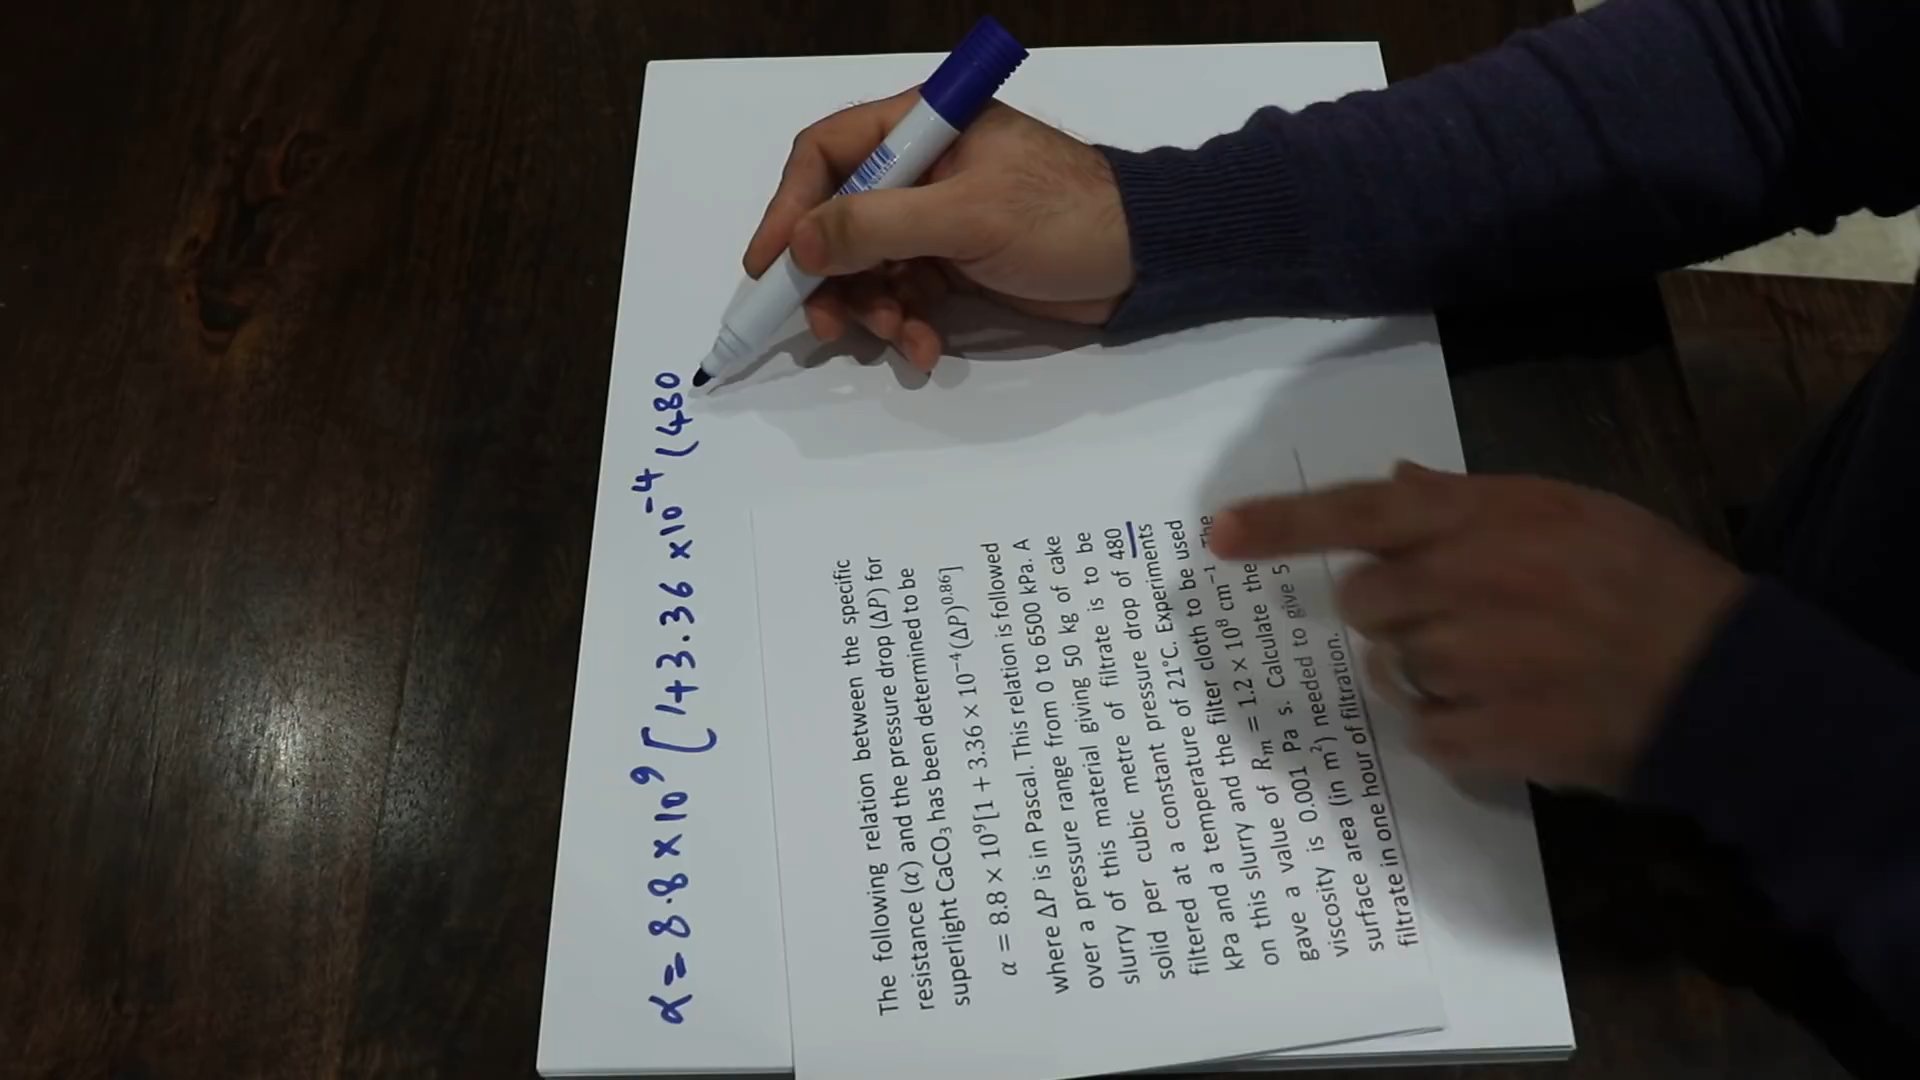 α = 8.8 × 10⁹ [ 1 + 3.36 × 10⁻⁴ (480
The following relation between the specific
resistance (α) and the pressure drop (ΔP) for
superlight CaCO₃ has been determined to be
α = 8.8 × 10⁹[1 + 3.36 × 10⁻⁴(ΔP)⁰·⁸⁶]
where ΔP is in Pascal. This relation is followed
over a pressure range from 0 to 6500 kPa. A
slurry of this material giving 50 kg of cake
solid per cubic metre of filtrate is to be
filtered at a constant pressure drop of 480
kPa and a temperature of 21°C. Experiments
on this slurry and the filter cloth to be used
gave a value of Rₘ = 1.2 × 10⁸ cm⁻¹. The
viscosity is 0.001 Pa s. Calculate the
surface area (in m²) needed to give 5
filtrate in one hour of filtration.